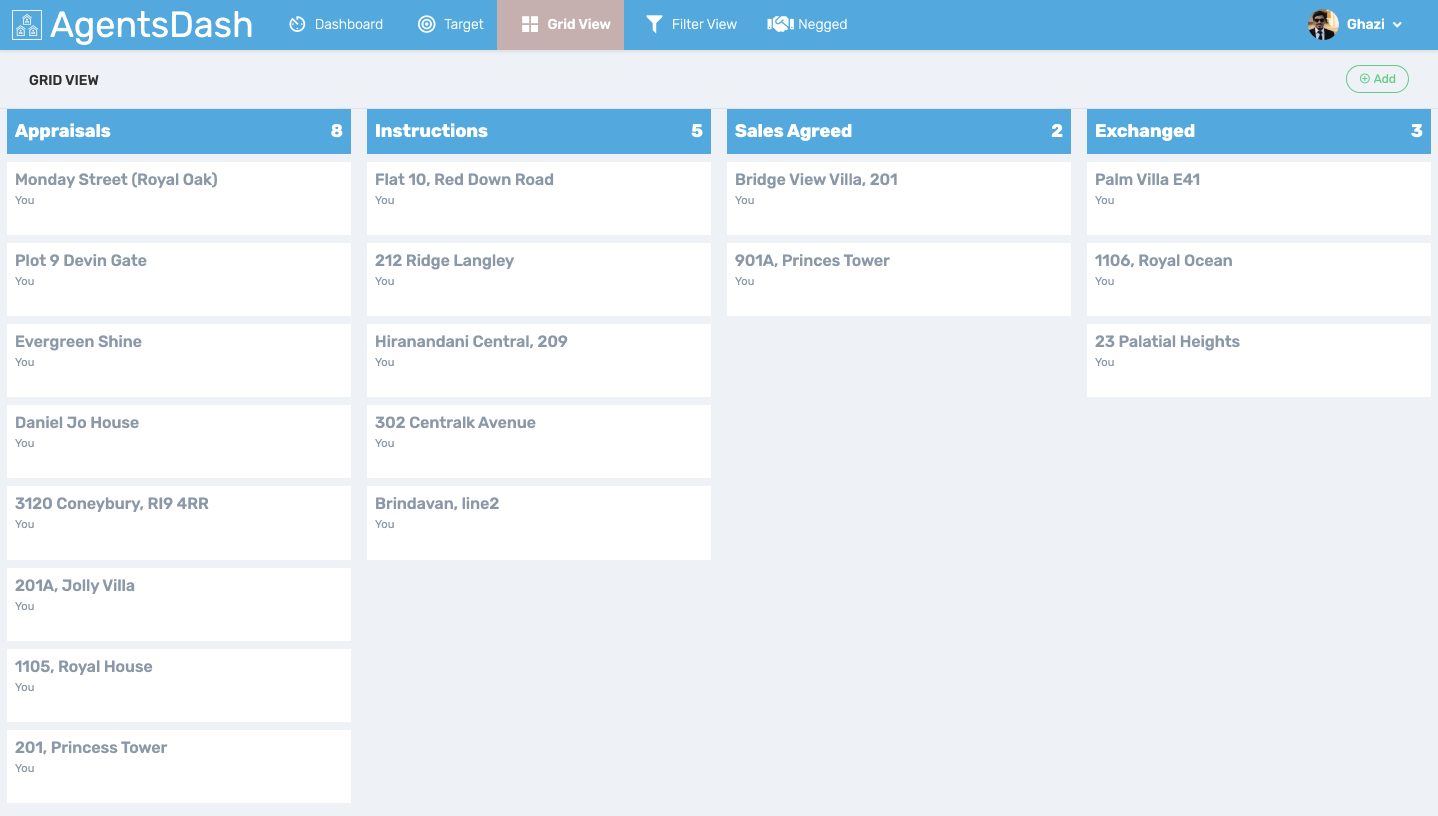 AgentsDash
Dashboard
Target
Grid View
Filter View
Negged
Ghazi
GRID VIEW
Add
Appraisals 8
Monday Street (Royal Oak)
You
Plot 9 Devin Gate
You
Evergreen Shine
You
Daniel Jo House
You
3120 Coneybury, RI9 4RR
You
201A, Jolly Villa
You
1105, Royal House
You
201, Princess Tower
You
Instructions 5
Flat 10, Red Down Road
You
212 Ridge Langley
You
Hiranandani Central, 209
You
302 Centralk Avenue
You
Brindavan, line2
You
Sales Agreed 2
Bridge View Villa, 201
You
901A, Princes Tower
You
Exchanged 3
Palm Villa E41
You
1106, Royal Ocean
You
23 Palatial Heights
You